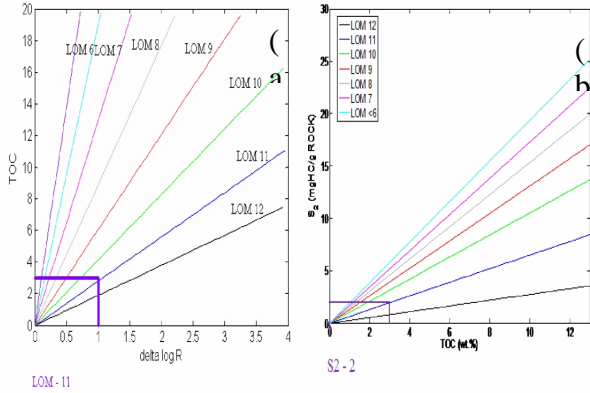 20
18
16
14
12
10
8
6
4
2
0
TOC
LOM 6
LOM 7
LOM 8
LOM 9
LOM 10
LOM 11
LOM 12
(
a
0 0.5 1 1.5 2 2.5 3 3.5 4
delta log R
LOM - 11
30
25
20
15
10
5
0
S2 (mgHC/g ROCK)
LOM 12
LOM 11
LOM 10
LOM 9
LOM 8
LOM 7
LOM <6
(
b
0 2 4 6 8 10 12
TOC (wt.%)
S2 - 2